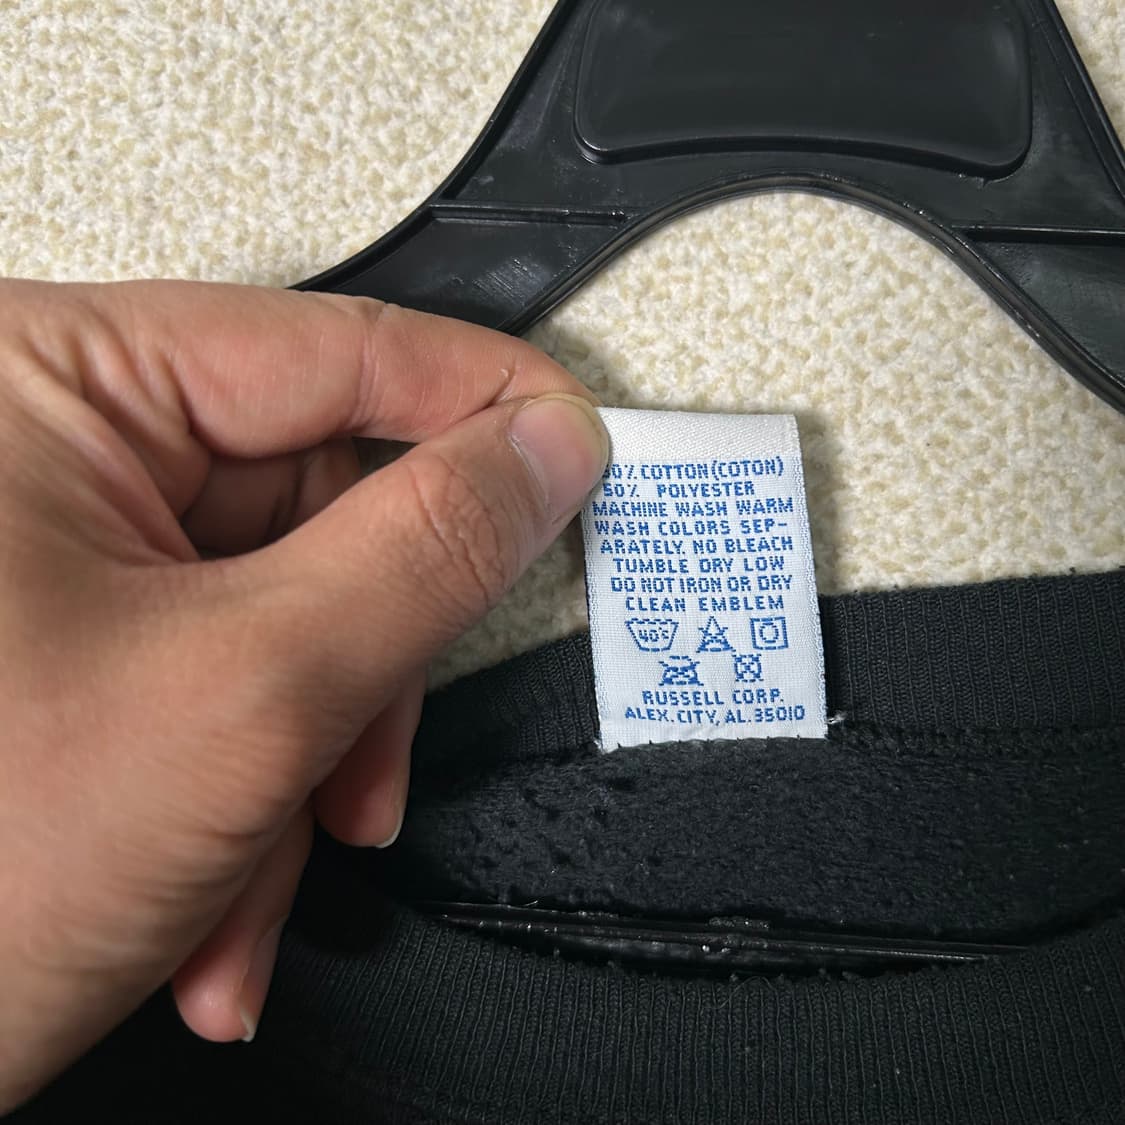 0% COTTON (COTON)
50% POLYESTER
MACHINE WASH WARM
WASH COLORS SEP-
ARATELY. NO BLEACH
TUMBLE DRY LOW
DO NOT IRON OR DRY
CLEAN EMBLEM
40°C
RUSSELL CORP.
ALEX. CITY, AL. 35010